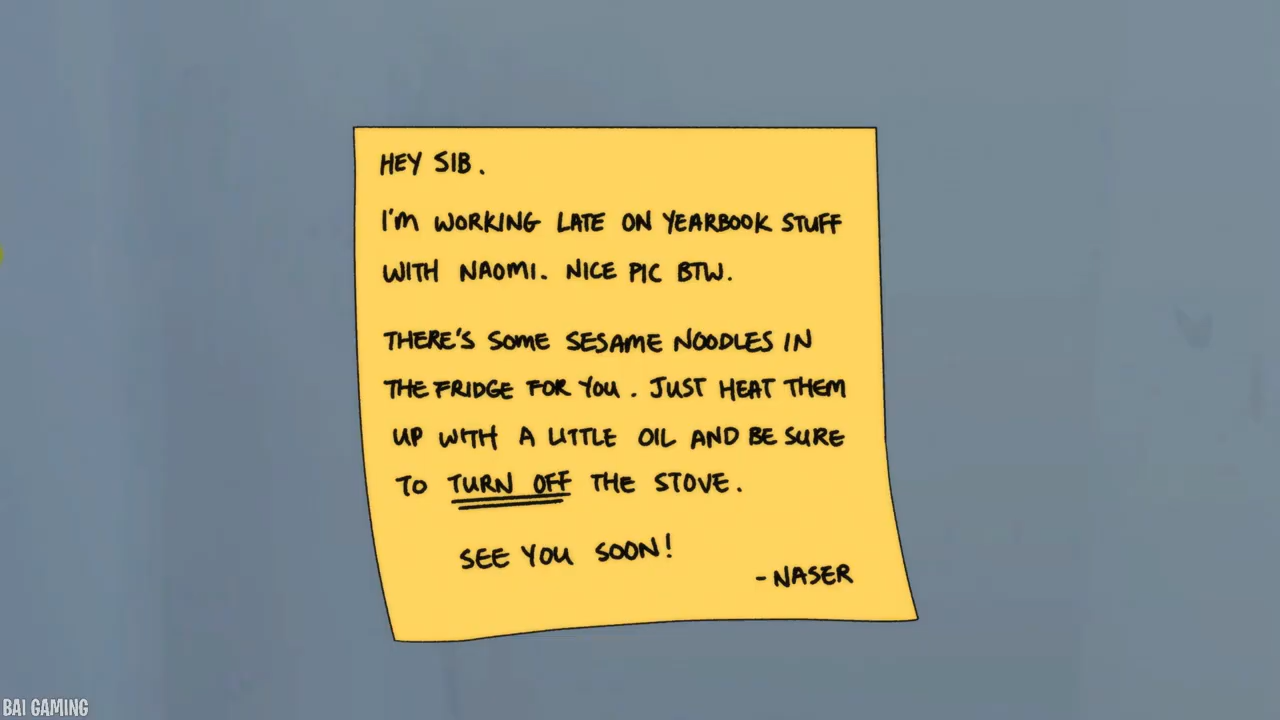 HEY SIB.
I'M WORKING LATE ON YEARBOOK STUFF
WITH NAOMI. NICE PIC BTW.
THERE'S SOME SESAME NOODLES IN
THE FRIDGE FOR YOU. JUST HEAT THEM
UP WITH A LITTLE OIL AND BE SURE
TO TURN OFF THE STOVE.
SEE YOU SOON!
-NASER
BAI GAMING